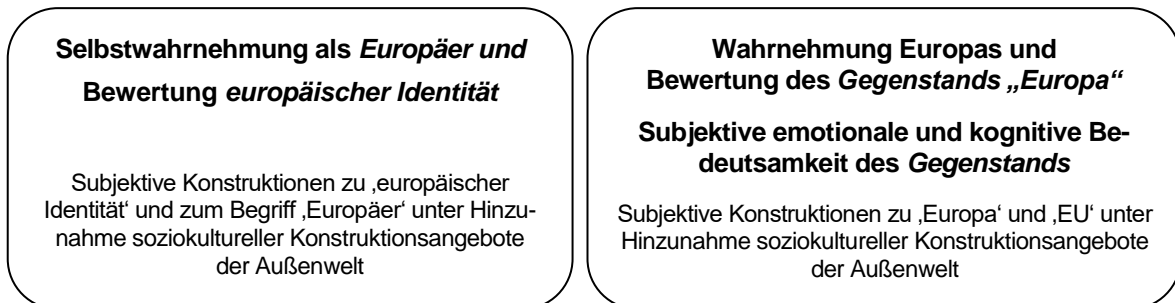 Selbstwahrnehmung als Europäer und
Bewertung europäischer Identität
Subjektive Konstruktionen zu ‚europäischer
Identität‘ und zum Begriff ‚Europäer‘ unter Hinzu-
nahme soziokultureller Konstruktionsangebote
der Außenwelt
Wahrnehmung Europas und
Bewertung des Gegenstands „Europa“
Subjektive emotionale und kognitive Be-
deutsamkeit des Gegenstands
Subjektive Konstruktionen zu ‚Europa‘ und ‚EU‘ unter
Hinzunahme soziokultureller Konstruktionsangebote
der Außenwelt